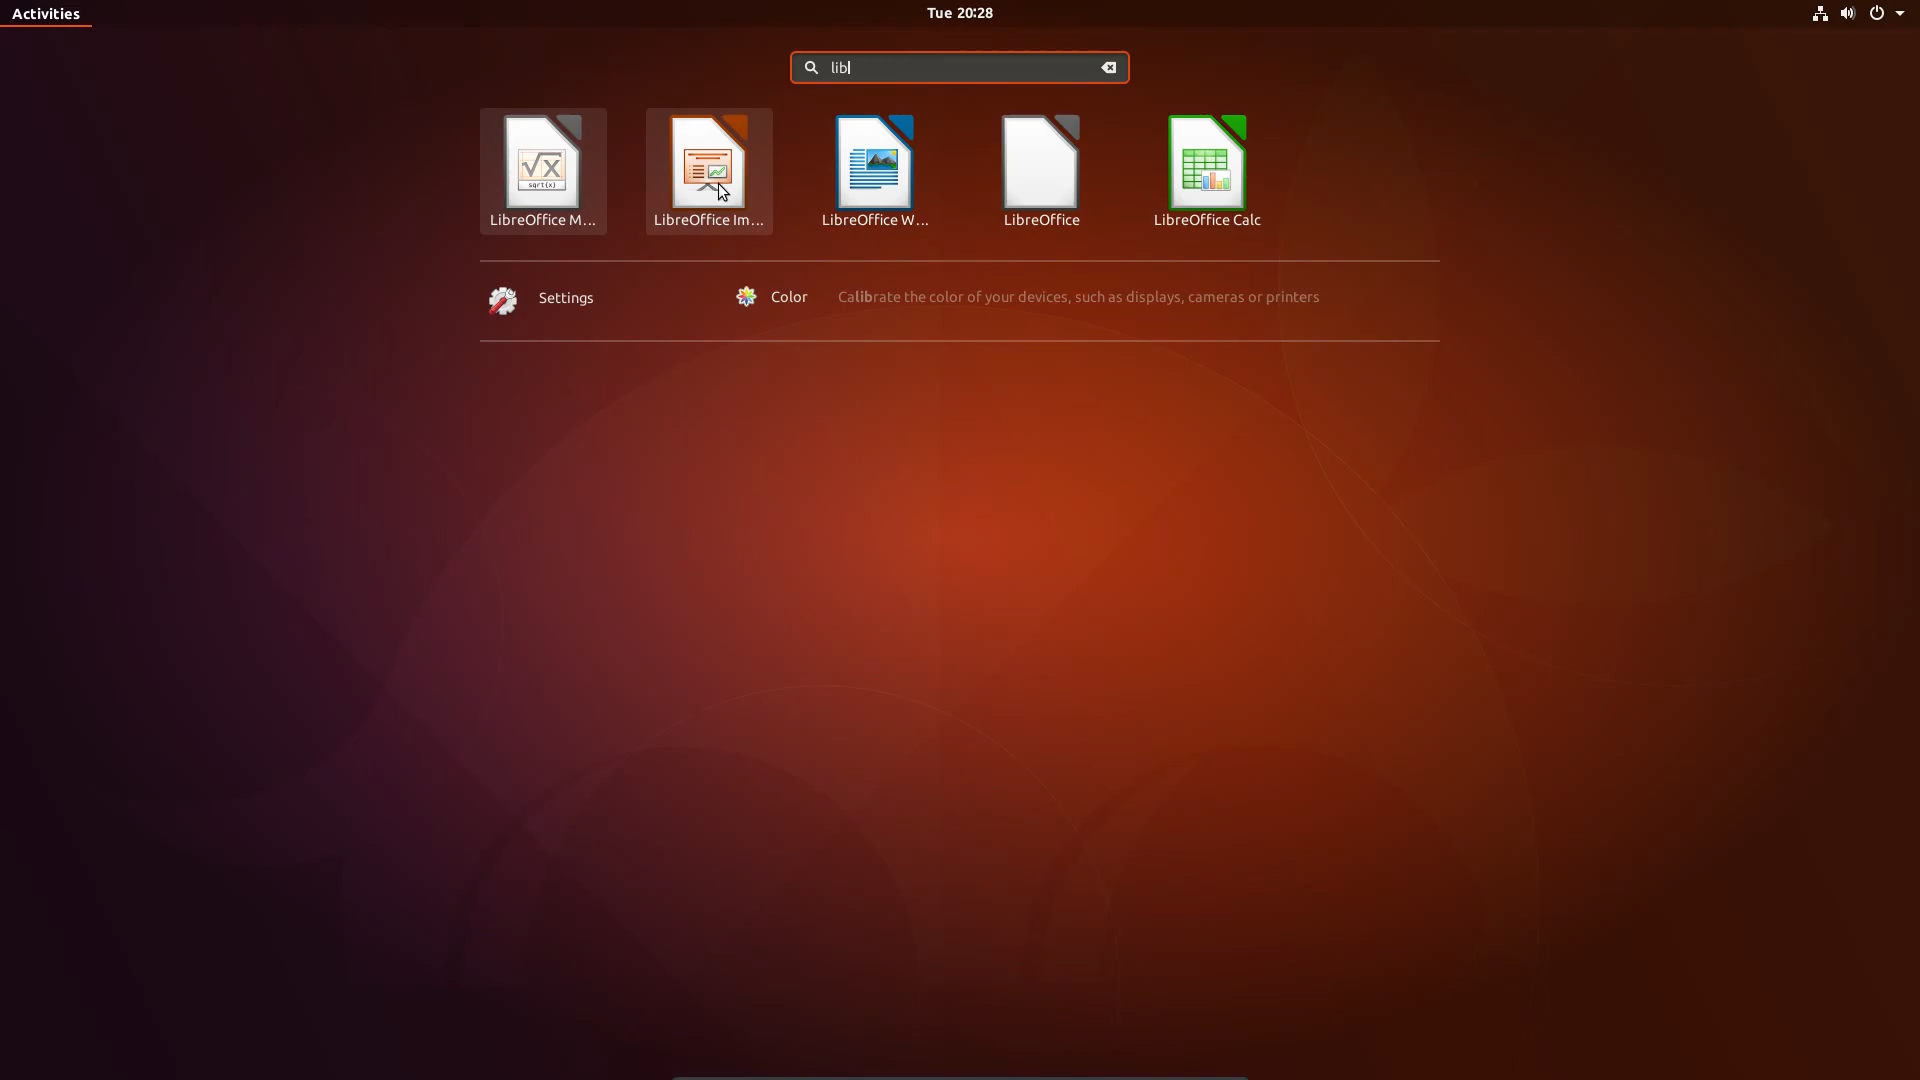 Activities
Tue 20:28
lib
√X
sqrt(x)
LibreOffice M...
LibreOffice Im...
LibreOffice W...
LibreOffice
LibreOffice Calc
Settings
Color
Calibrate the color of your devices, such as displays, cameras or printers